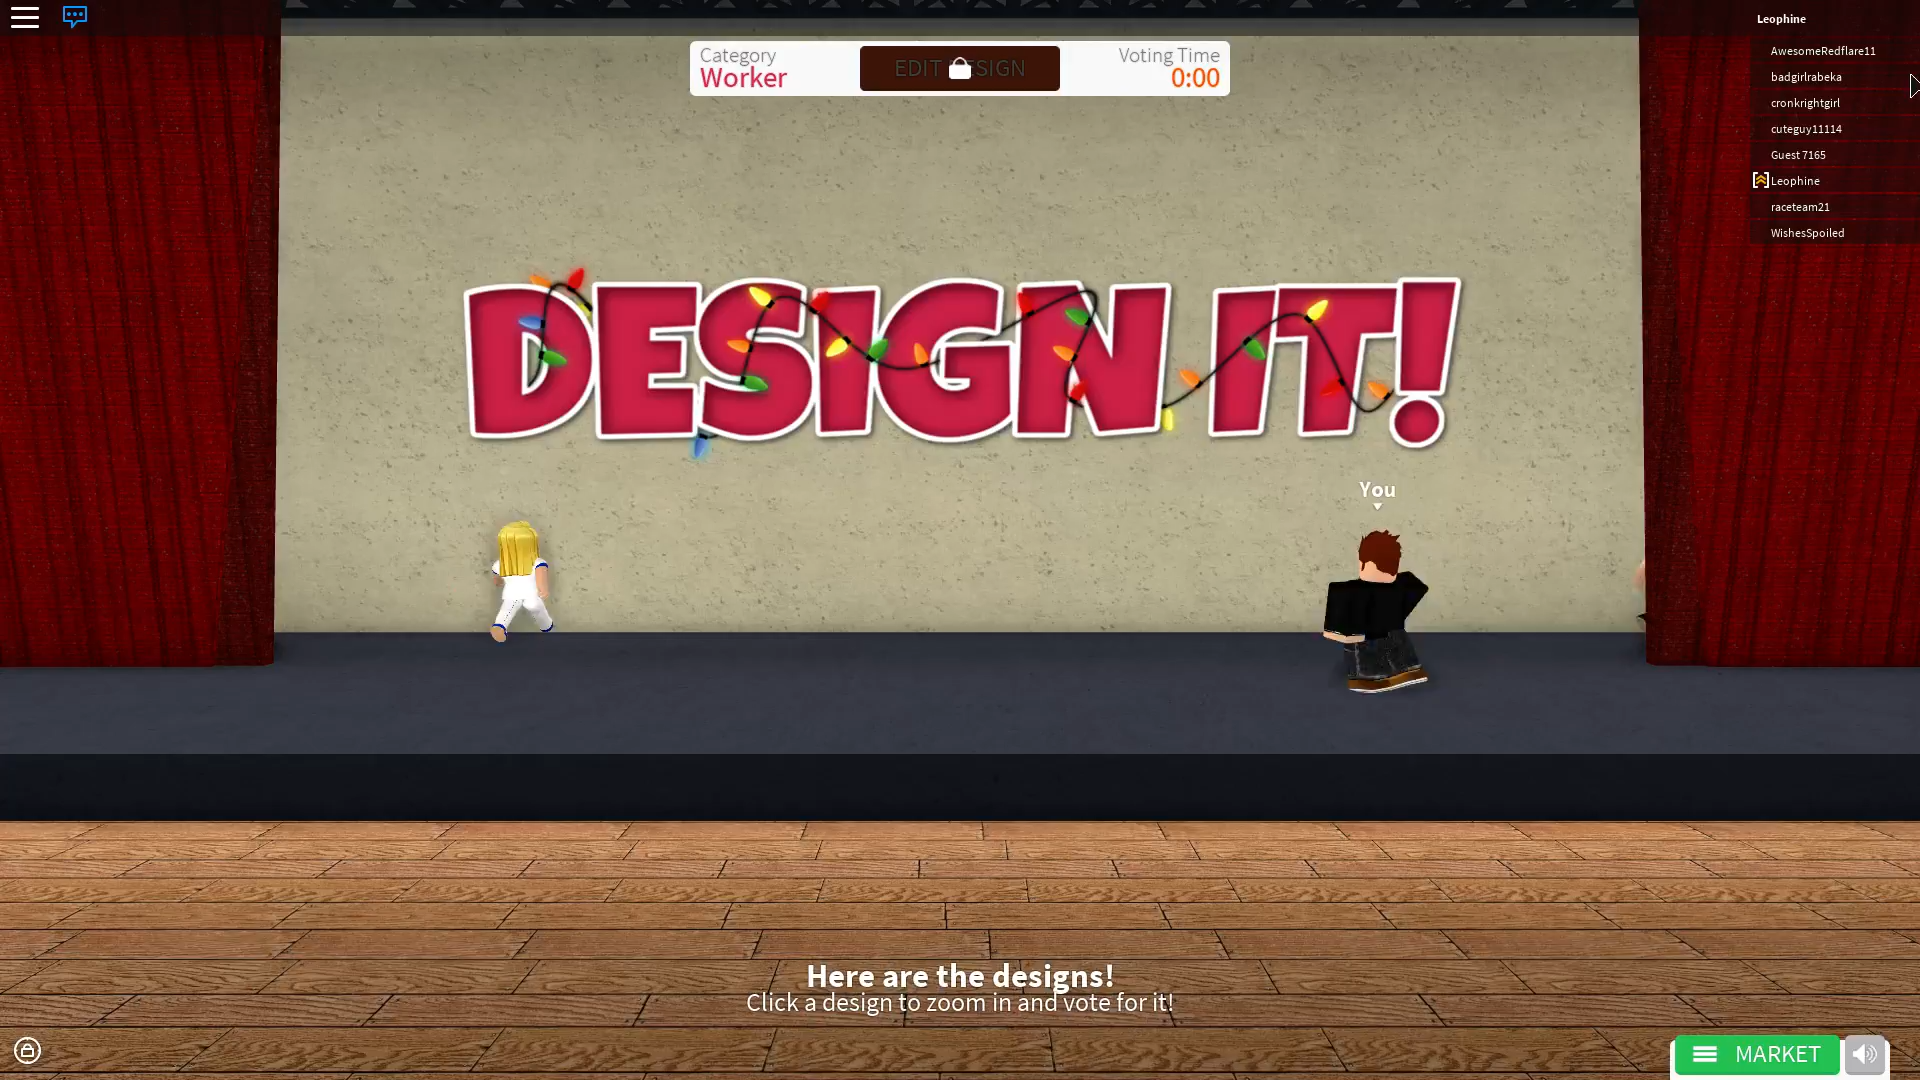 Leophine
Category
Worker
EDIT DESIGN
Voting Time
0:00
AwesomeRedflare11
badgirlrabeka
cronkrightgirl
cuteguy11114
Guest 7165
Leophine
raceteam21
WishesSpoiled
DESIGN IT!
You
Here are the designs!
Click a design to zoom in and vote for it!
MARKET